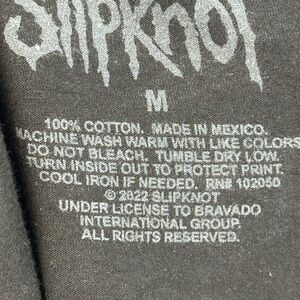 SlipKnoT
M
100% COTTON. MADE IN MEXICO.
MACHINE WASH WARM WITH LIKE COLORS
DO NOT BLEACH. TUMBLE DRY LOW.
TURN INSIDE OUT TO PROTECT PRINT.
COOL IRON IF NEEDED. RN# 102050
© 2022 SLIPKNOT
UNDER LICENSE TO BRAVADO
INTERNATIONAL GROUP.
ALL RIGHTS RESERVED.